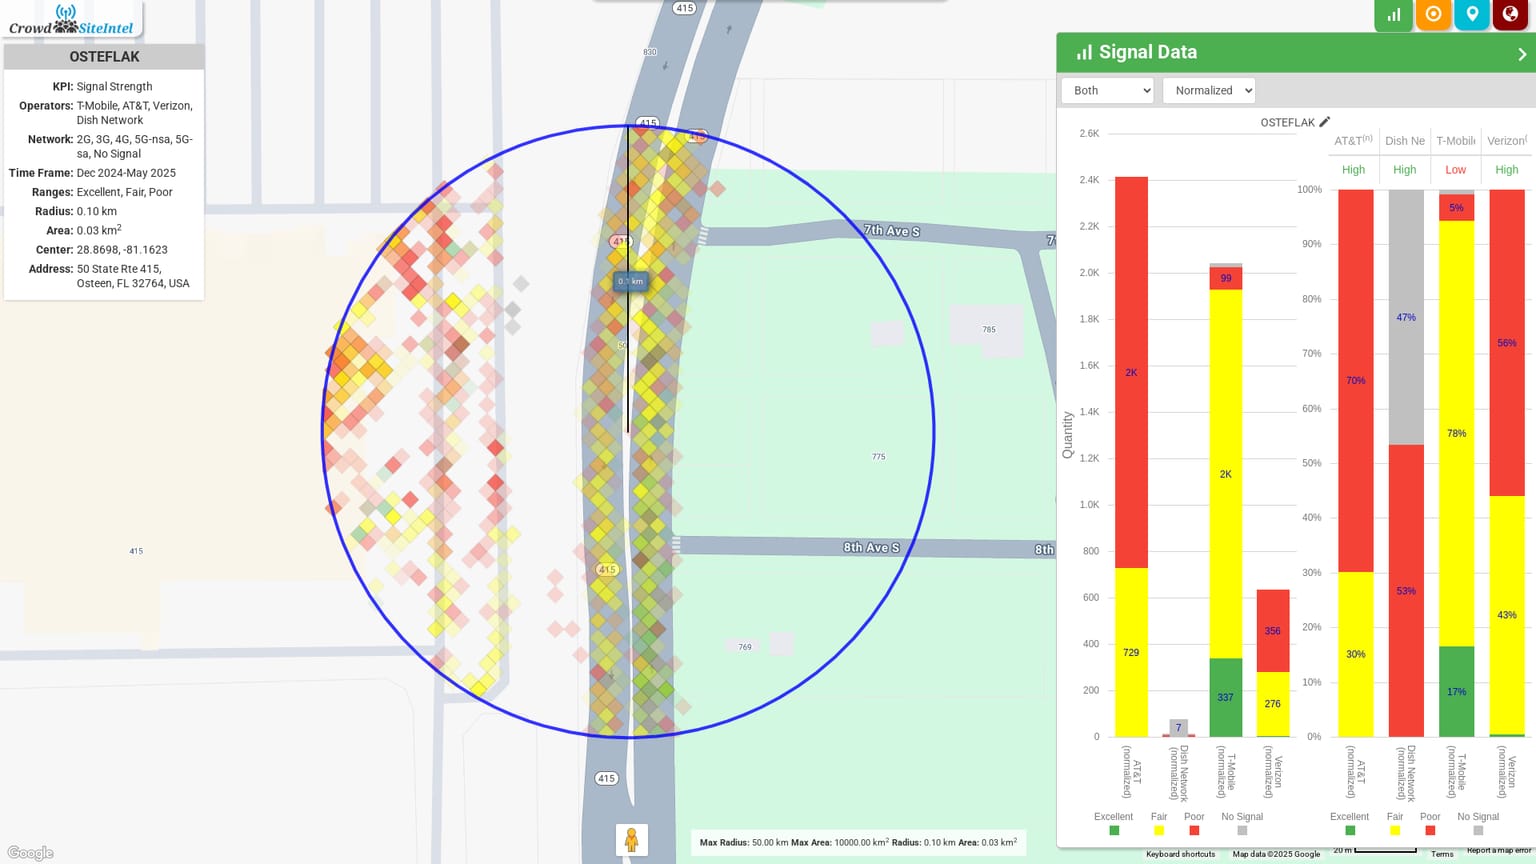 Crowd SiteIntel
OSTEFLAK
KPI: Signal Strength
Operators: T-Mobile, AT&T, Verizon,
Dish Network
Network: 2G, 3G, 4G, 5G-nsa, 5G-
sa, No Signal
Time Frame: Dec 2024-May 2025
Ranges: Excellent, Fair, Poor
Radius: 0.10 km
Area: 0.03 km2
Center: 28.8698, -81.1623
Address: 50 State Rte 415,
Osteen, FL 32764, USA
415
830
415
415
415
0.1 km
50
7th Ave S
7
785
775
415
8th Ave S
8th
415
769
415
Google
Max Radius: 50.00 km Max Area: 10000.00 km2 Radius: 0.10 km Area: 0.03 km2
Signal Data
Both
Normalized
OSTEFLAK
AT&T(n)
Dish Ne
T-Mobile
Verizon(
High
High
Low
High
Quantity
2.6K
2.4K
2.2K
2.0K
1.8K
1.6K
1.4K
1.2K
1.0K
800
600
400
200
0
2K
729
7
99
2K
337
356
276
AT&T
(normalized)
Dish Network
(normalized)
T-Mobile
(normalized)
Verizon
(normalized)
Excellent
Fair
Poor
No Signal
100%
90%
80%
70%
60%
50%
40%
30%
20%
10%
0%
70%
30%
47%
53%
5%
78%
17%
56%
43%
AT&T
(normalized)
Dish Network
(normalized)
T-Mobile
(normalized)
Verizon
(normalized)
Excellent
Fair
Poor
No Signal
Keyboard shortcuts
Map data ©2025 Google
20 m
Terms
Report a map error